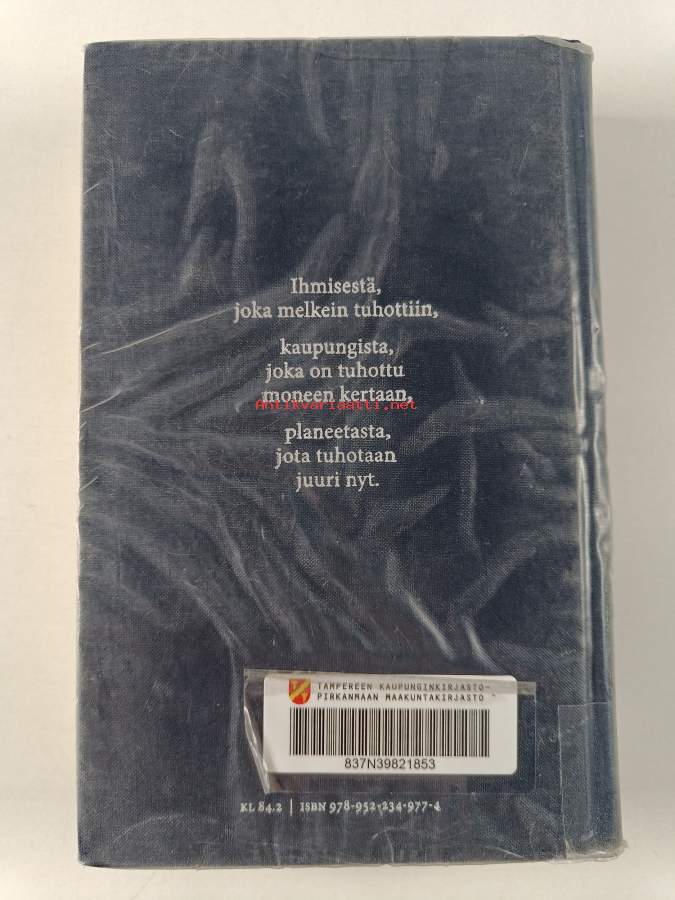 Ihmisestä,
joka melkein tuhottiin,
kaupungista,
joka on tuhottu
moneen kertaan,
Antikvariaatti.net
planeetasta,
jota tuhotaan
juuri nyt.
TAMPEREEN KAUPUNGINKIRJASTO-
PIRKANMAAN MAAKUNTAKIRJASTO
837N39821853
KL 84.2 | ISBN 978-952-234-977-4